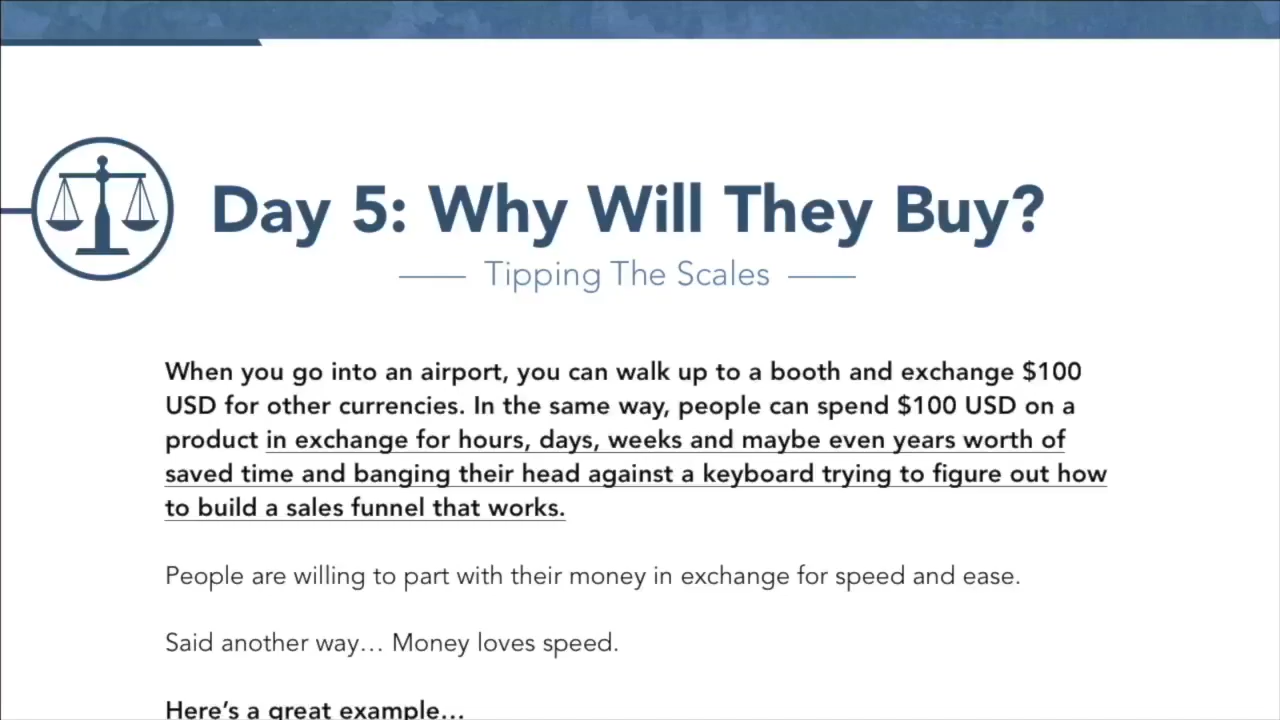 Day 5: Why Will They Buy?
Tipping The Scales
When you go into an airport, you can walk up to a booth and exchange $100
USD for other currencies. In the same way, people can spend $100 USD on a
product in exchange for hours, days, weeks and maybe even years worth of
saved time and banging their head against a keyboard trying to figure out how
to build a sales funnel that works.
People are willing to part with their money in exchange for speed and ease.
Said another way… Money loves speed.
Here's a great example…